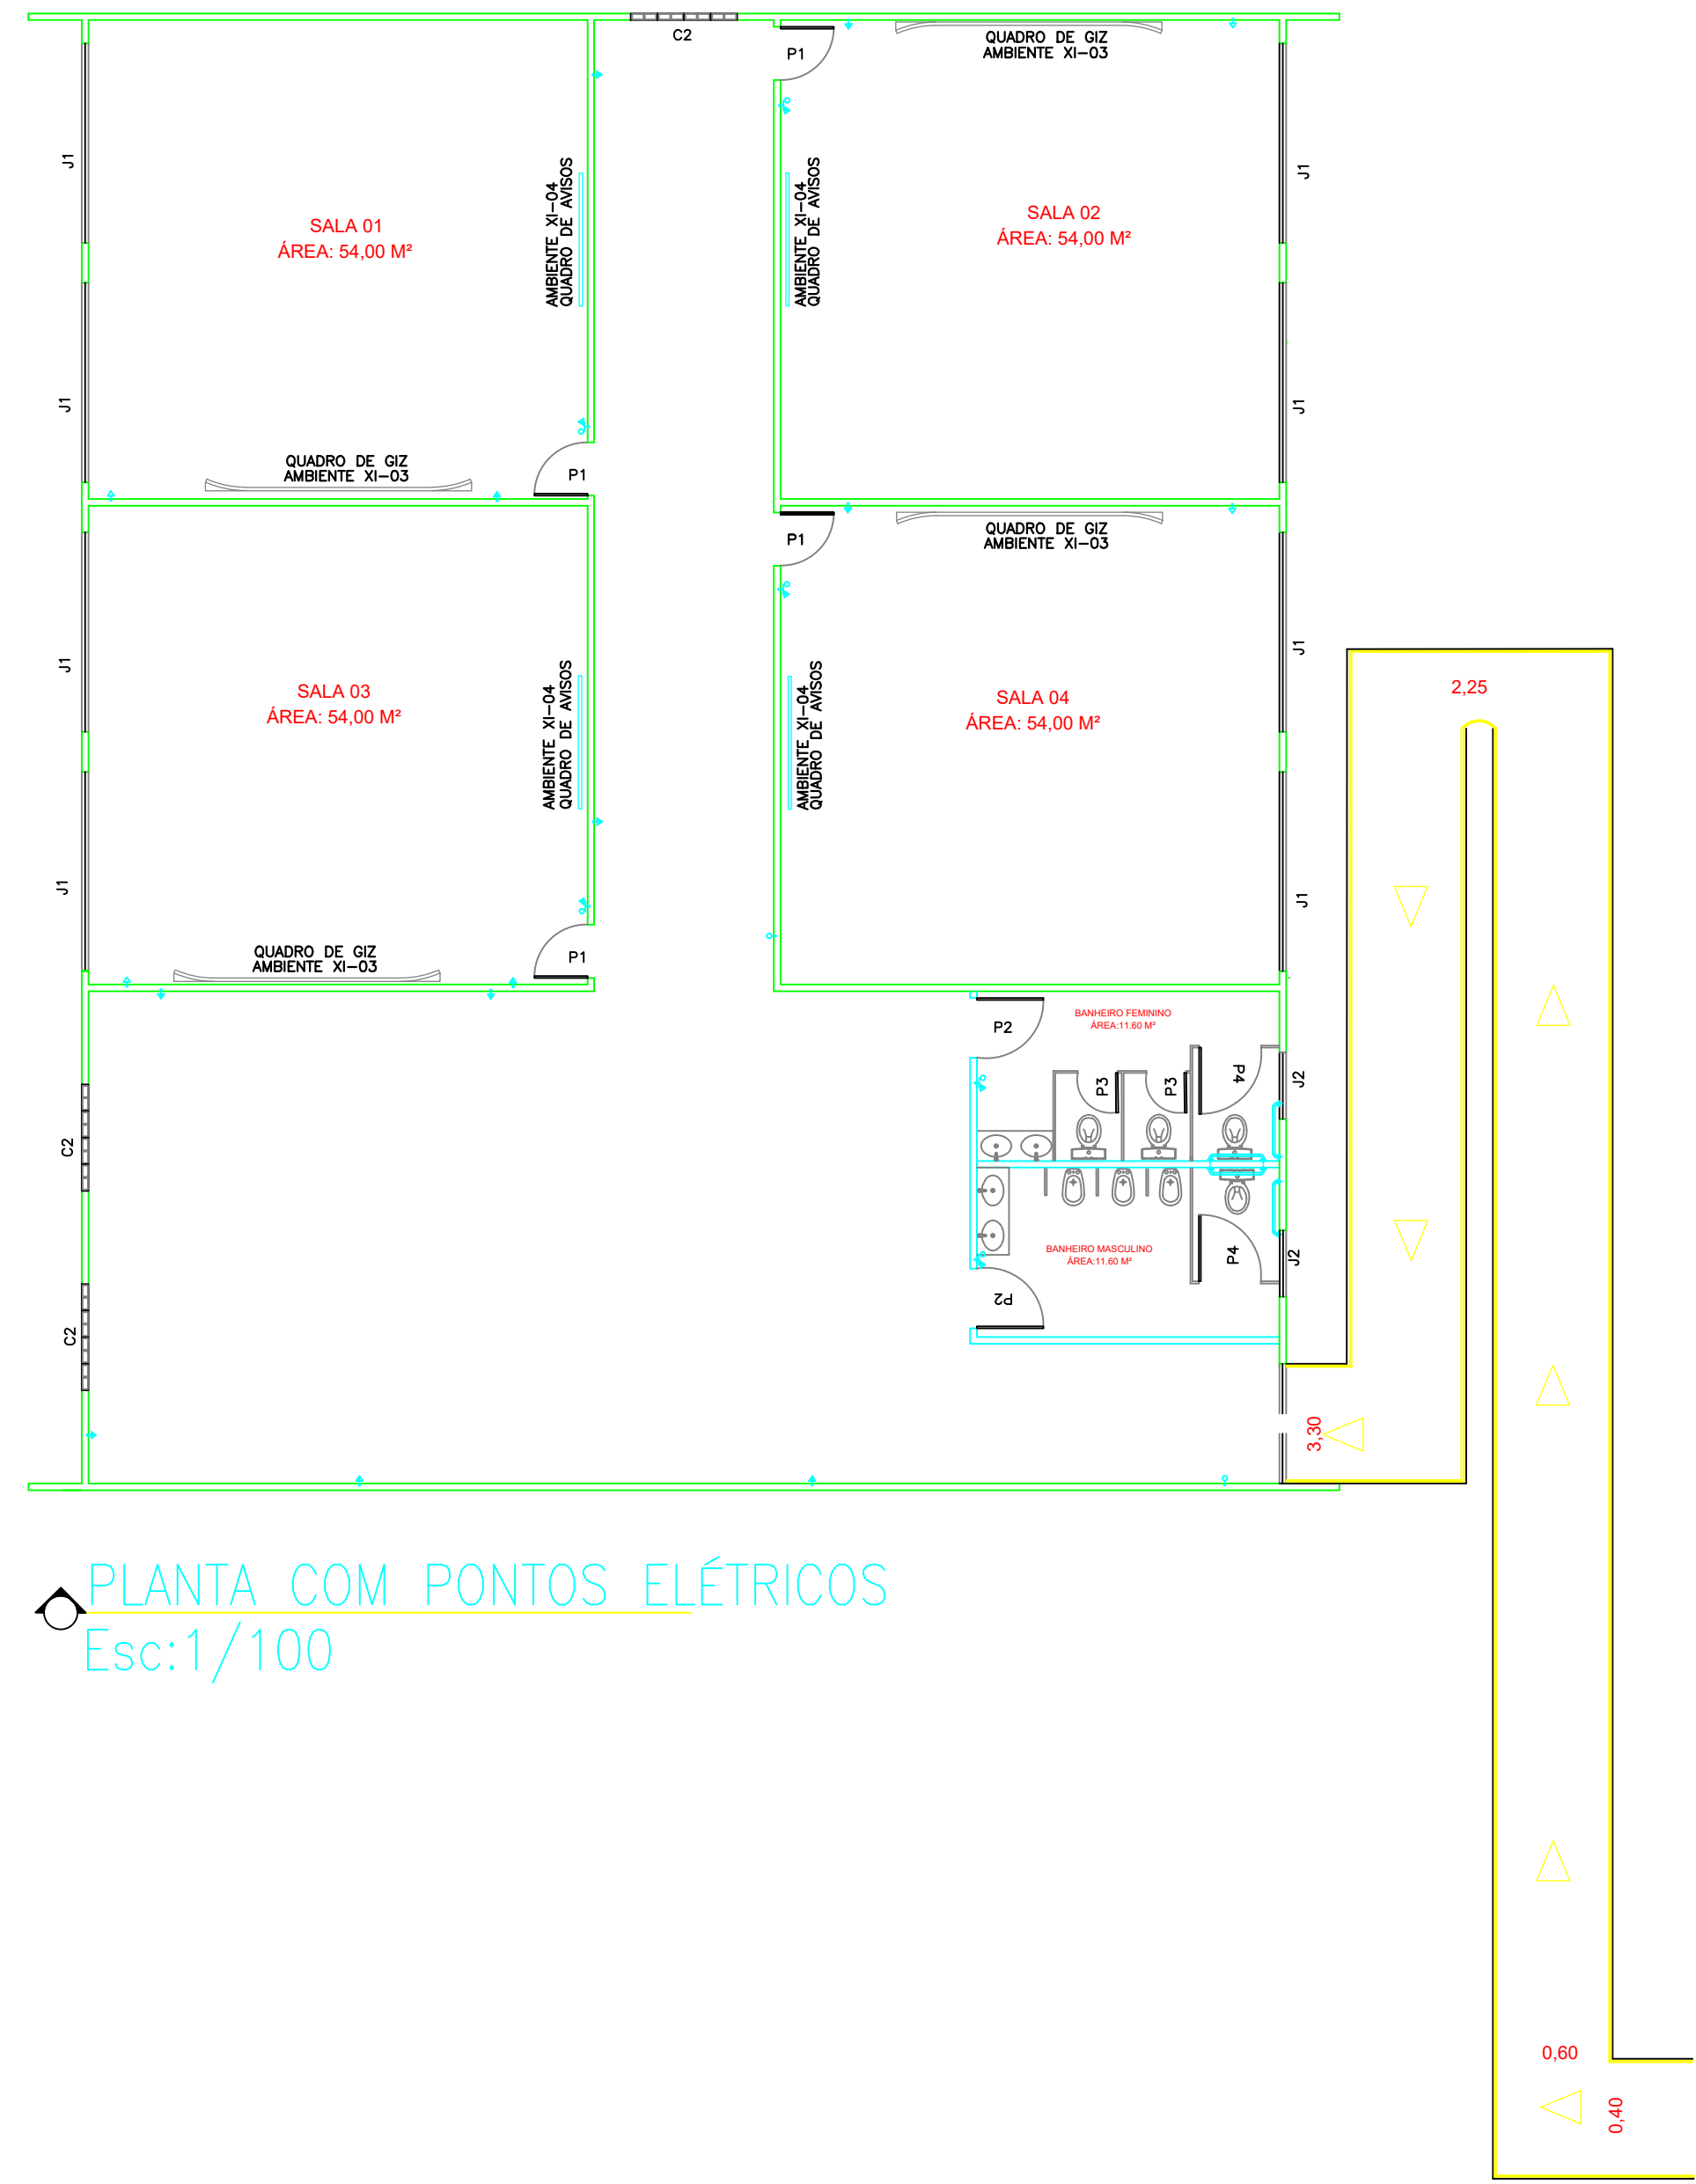 C2
P1
QUADRO DE GIZ
AMBIENTE XI-03
J1
J1
AMBIENTE XI-04
QUADRO DE AVISOS
AMBIENTE XI-04
QUADRO DE AVISOS
SALA 01
ÁREA: 54,00 M²
SALA 02
ÁREA: 54,00 M²
J1
J1
QUADRO DE GIZ
AMBIENTE XI-03
P1
P1
QUADRO DE GIZ
AMBIENTE XI-03
J1
J1
SALA 03
ÁREA: 54,00 M²
AMBIENTE XI-04
QUADRO DE AVISOS
AMBIENTE XI-04
QUADRO DE AVISOS
SALA 04
ÁREA: 54,00 M²
2,25
J1
J1
QUADRO DE GIZ
AMBIENTE XI-03
P1
P2
BANHEIRO FEMININO
ÁREA:11.60 M²
P3
P3
P4
J2
C2
BANHEIRO MASCULINO
ÁREA:11.60 M²
P4
J2
P2
C2
3,30
PLANTA COM PONTOS ELÉTRICOS
Esc:1/100
0,60
0,40